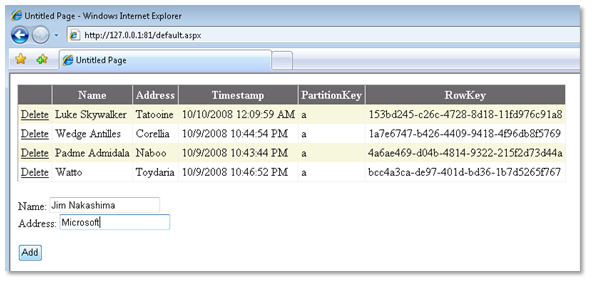 Untitled Page - Windows Internet Explorer
http://127.0.0.1:81/default.aspx
Untitled Page
Name Address Timestamp PartitionKey RowKey
Delete Luke Skywalker Tatooine 10/10/2008 12:09:59 AM a 153bd245-c26c-4728-8d18-11fd976c91a8
Delete Wedge Antilles Corellia 10/9/2008 10:44:54 PM a 1a7e6747-b426-4409-9418-4f96db8f5769
Delete Padme Admidala Naboo 10/9/2008 10:43:44 PM a 4a6ae469-d04b-4814-9322-215f2d73d44a
Delete Watto Toydaria 10/9/2008 10:46:52 PM a bcc4a3ca-de97-401d-bd36-1b7d5265f767
Name: Jim Nakashima
Address: Microsoft
Add